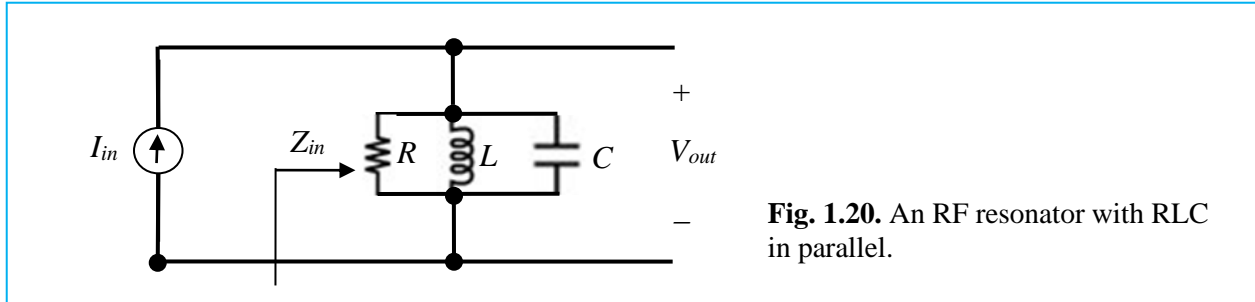 +
I_in
Z_in
R
L
C
V_out
–
Fig. 1.20. An RF resonator with RLC
in parallel.